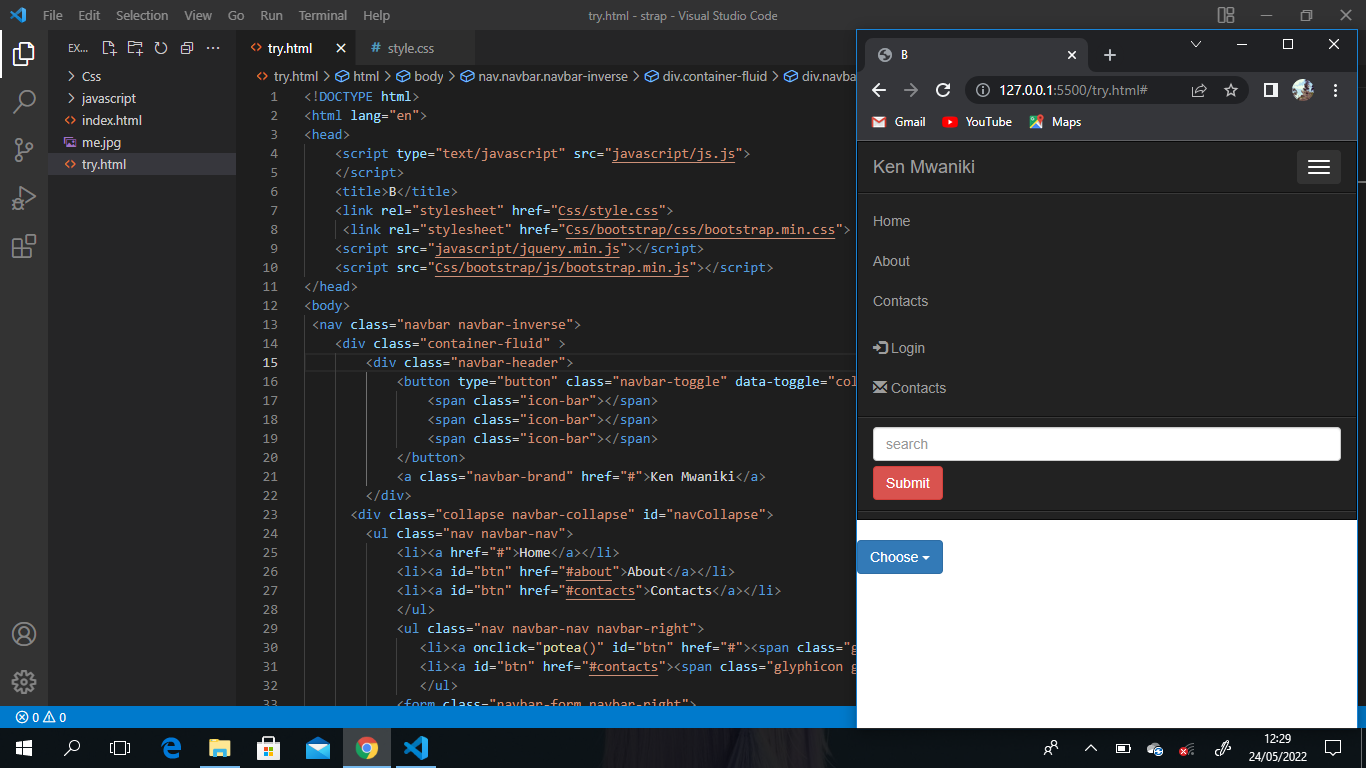 File Edit Selection View Go Run Terminal Help
try.html - strap - Visual Studio Code
EX... ...
Css
javascript
index.html
me.jpg
try.html
try.html
# style.css
try.html > html > body > nav.navbar.navbar-inverse > div.container-fluid > div.navba
1 <!DOCTYPE html>
2 <html lang="en">
3 <head>
4 <script type="text/javascript" src="javascript/js.js">
5 </script>
6 <title>B</title>
7 <link rel="stylesheet" href="Css/style.css">
8 <link rel="stylesheet" href="Css/bootstrap/css/bootstrap.min.css">
9 <script src="javascript/jquery.min.js"></script>
10 <script src="Css/bootstrap/js/bootstrap.min.js"></script>
11 </head>
12 <body>
13 <nav class="navbar navbar-inverse">
14 <div class="container-fluid" >
15 <div class="navbar-header">
16 <button type="button" class="navbar-toggle" data-toggle="col
17 <span class="icon-bar"></span>
18 <span class="icon-bar"></span>
19 <span class="icon-bar"></span>
20 </button>
21 <a class="navbar-brand" href="#">Ken Mwaniki</a>
22 </div>
23 <div class="collapse navbar-collapse" id="navCollapse">
24 <ul class="nav navbar-nav">
25 <li><a href="#">Home</a></li>
26 <li><a id="btn" href="#about">About</a></li>
27 <li><a id="btn" href="#contacts">Contacts</a></li>
28 </ul>
29 <ul class="nav navbar-nav navbar-right">
30 <li><a onclick="potea()" id="btn" href="#"><span class="g
31 <li><a id="btn" href="#contacts"><span class="glyphicon g
32 </ul>
33 <form class="navbar-form navbar-right">
0 0
B
127.0.0.1:5500/try.html#
Gmail YouTube Maps
Ken Mwaniki
Home
About
Contacts
Login
Contacts
search
Submit
Choose
12:29
24/05/2022